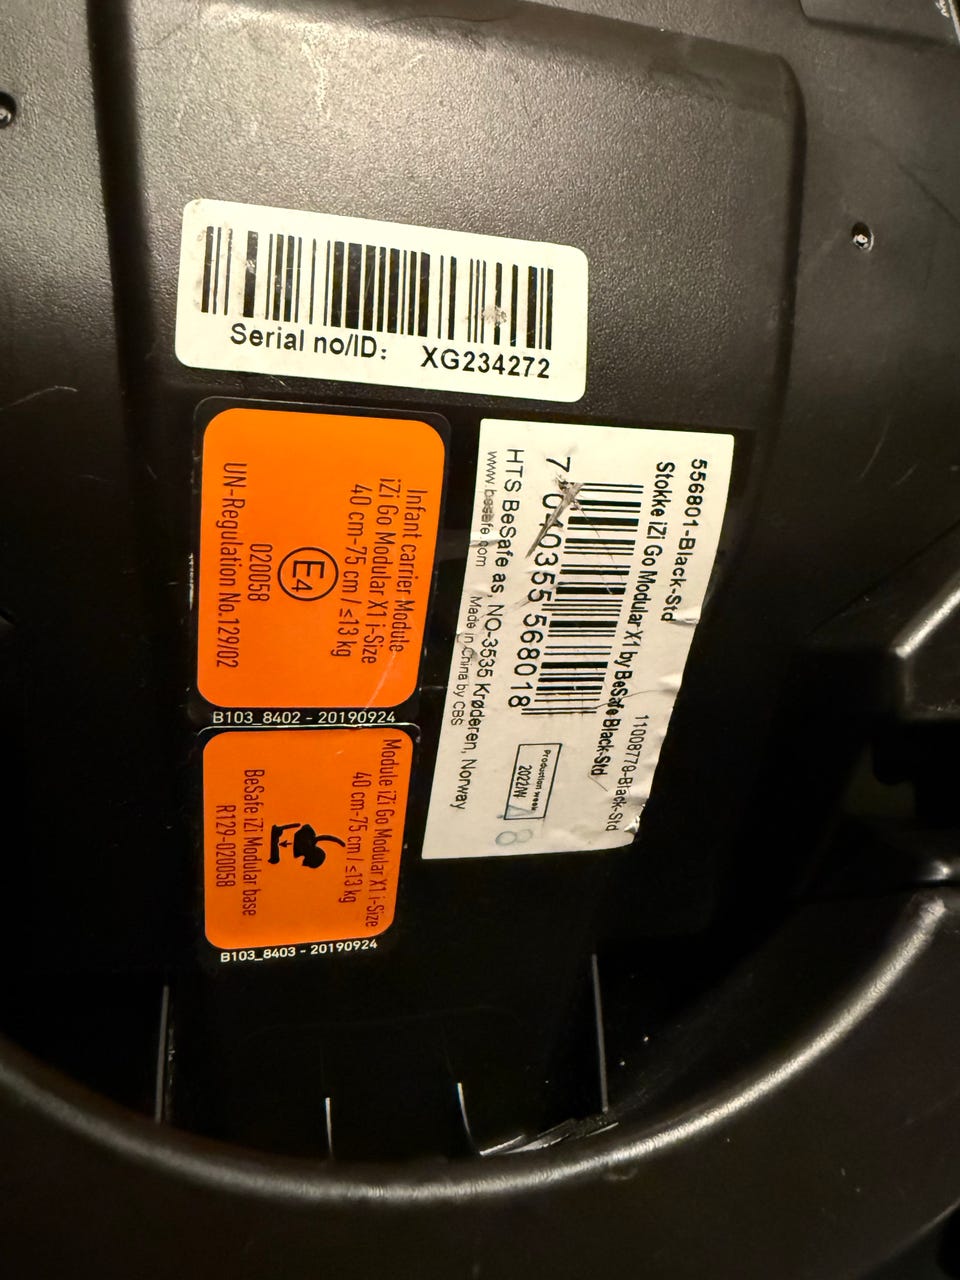 Serial no/ID: XG234272
Infant carrier Module
iZi Go Modular X1 i-Size
40 cm-75 cm / ≤13 kg
E4
020058
UN-Regulation No.129/02
B103_8402 - 20190924
Module iZi Go Modular X1 i-Size
40 cm-75 cm / ≤13 kg
BeSafe iZi Modular base
R129-020058
B103_8403 - 20190924
556801-Black-Std
11008778-Black-Std
Stokke iZi Go Modular X1 by BeSafe Black-Std
7 040355 568018
Production week:
2022/W
HTS BeSafe as, NO-3535 Krøderen, Norway
www.besafe.com
Made in China by CBS